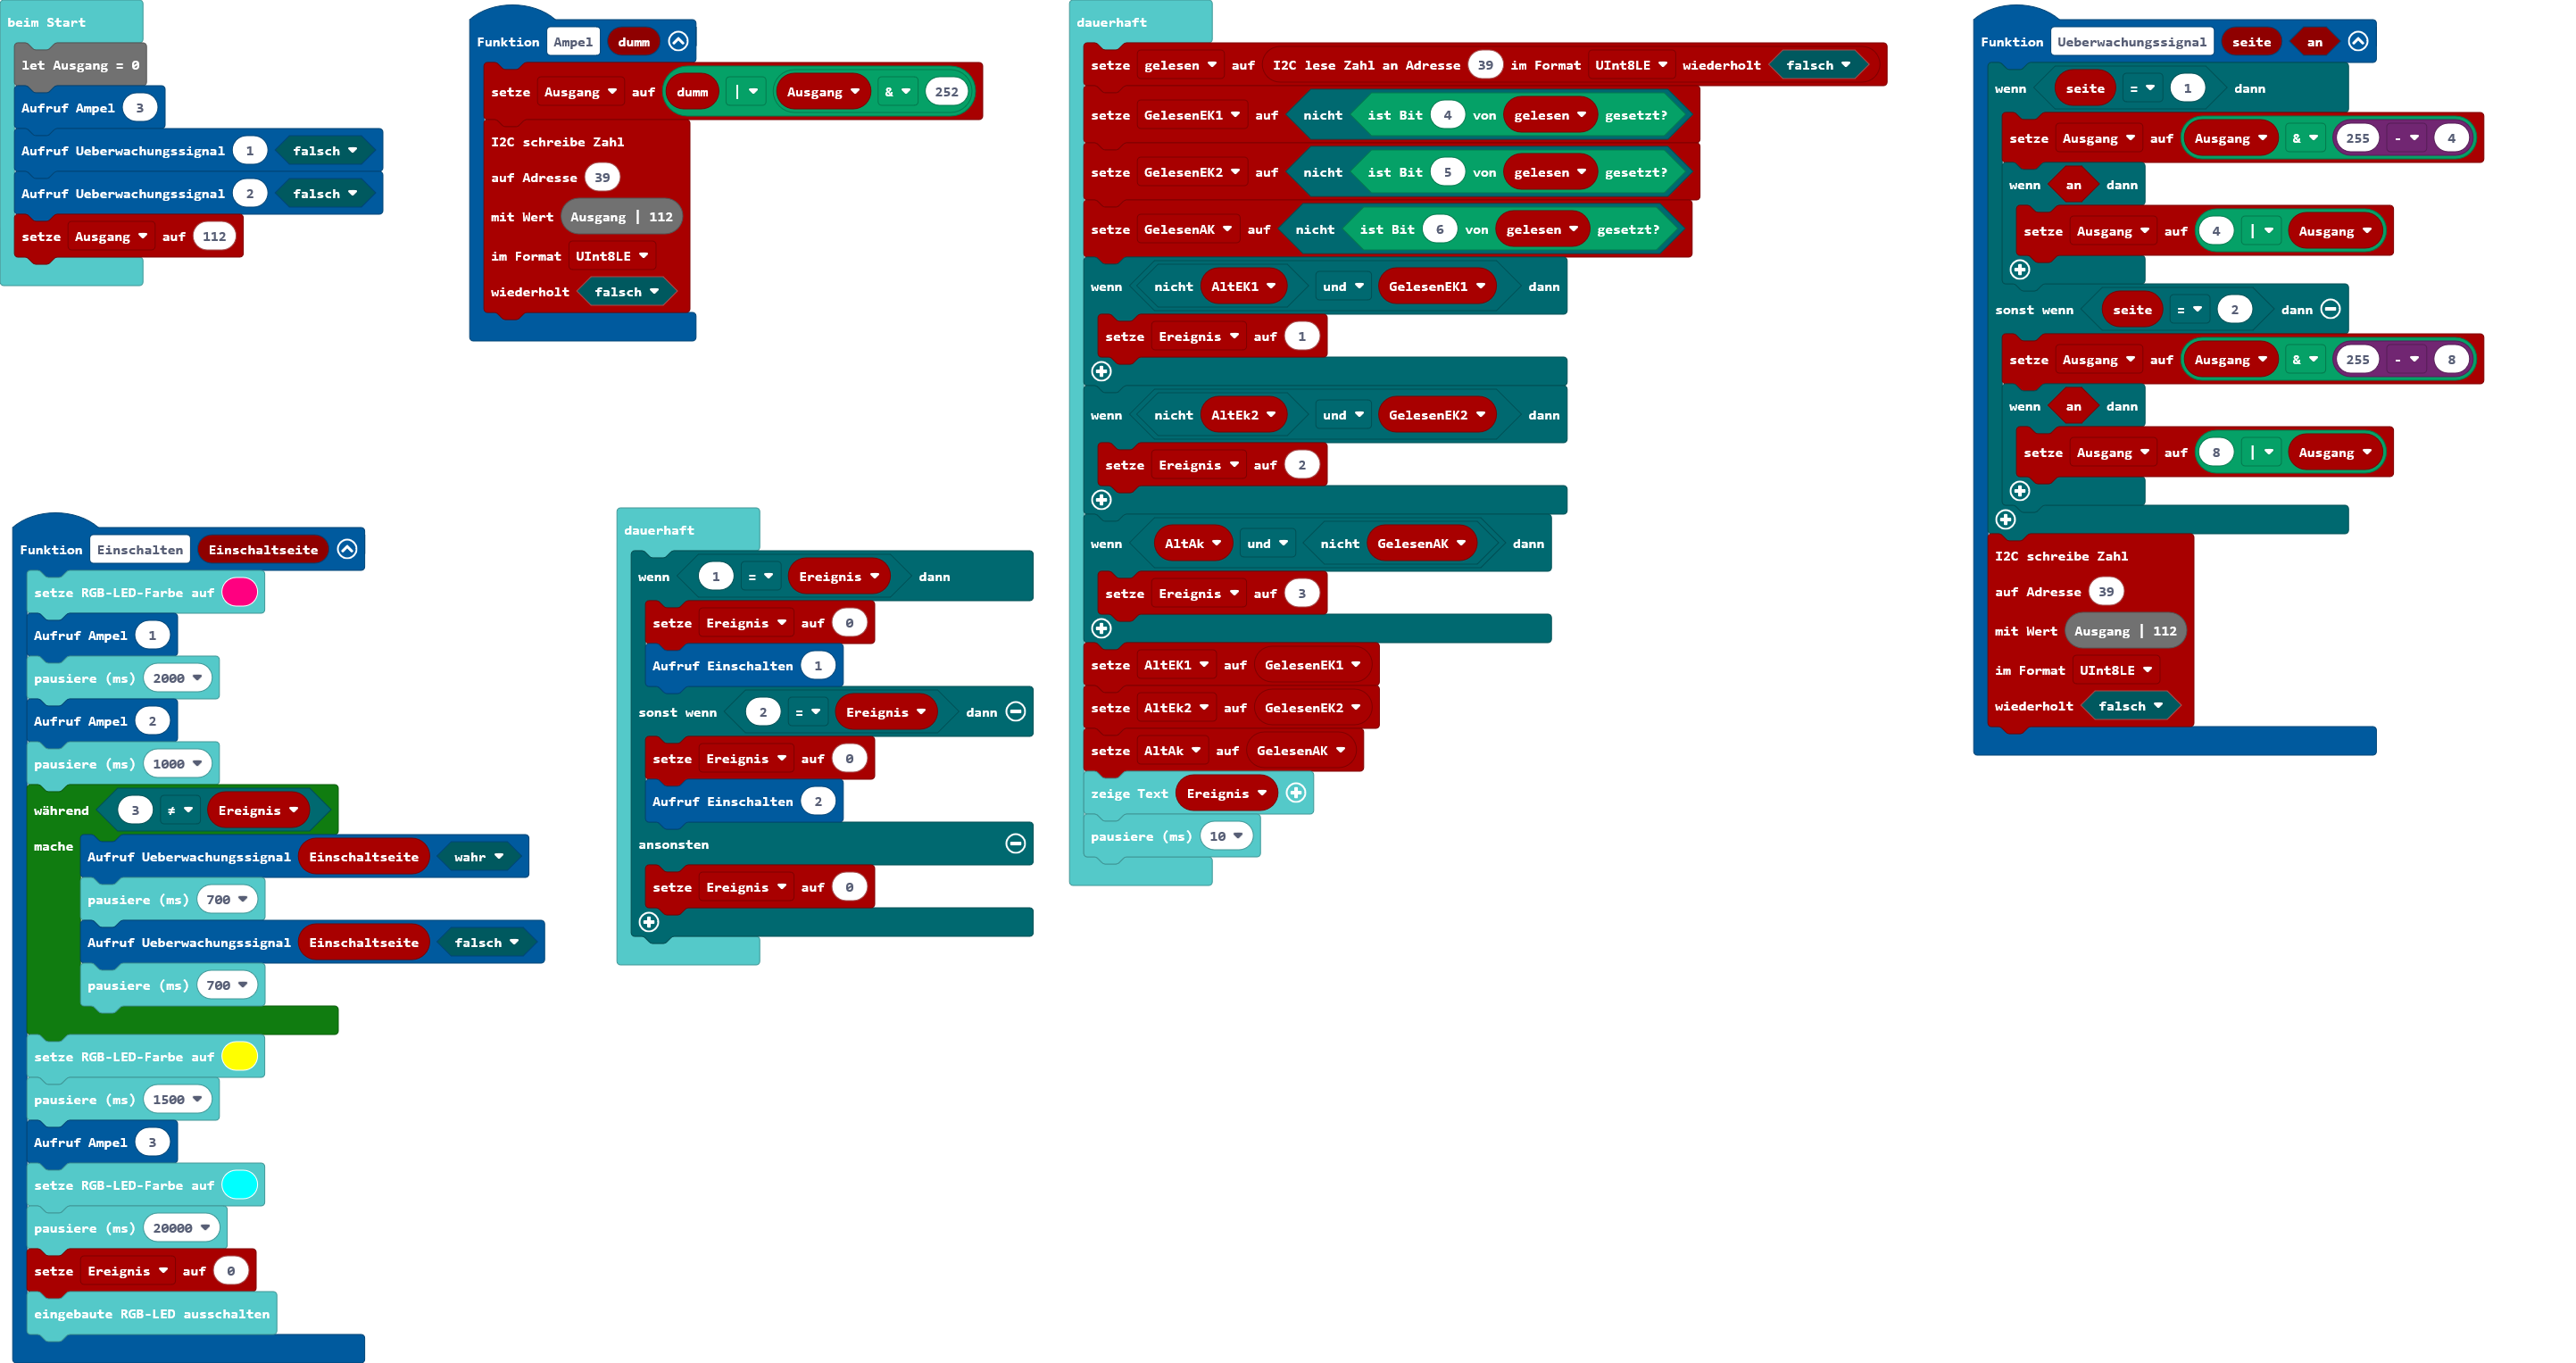 beim Start
let Ausgang = 0
Aufruf Ampel 3
Aufruf Ueberwachungssignal 1 falsch
Aufruf Ueberwachungssignal 2 falsch
setze Ausgang auf 112
Funktion Ampel dumm
setze Ausgang auf dumm | Ausgang & 252
I2C schreibe Zahl
auf Adresse 39
mit Wert Ausgang | 112
im Format UInt8LE
wiederholt falsch
Funktion Einschalten Einschaltseite
setze RGB-LED-Farbe auf
Aufruf Ampel 1
pausiere (ms) 2000
Aufruf Ampel 2
pausiere (ms) 1000
während 3 ≠ Ereignis
mache
Aufruf Ueberwachungssignal Einschaltseite wahr
pausiere (ms) 700
Aufruf Ueberwachungssignal Einschaltseite falsch
pausiere (ms) 700
setze RGB-LED-Farbe auf
pausiere (ms) 1500
Aufruf Ampel 3
setze RGB-LED-Farbe auf
pausiere (ms) 20000
setze Ereignis auf 0
eingebaute RGB-LED ausschalten
dauerhaft
wenn 1 = Ereignis dann
setze Ereignis auf 0
Aufruf Einschalten 1
sonst wenn 2 = Ereignis dann
setze Ereignis auf 0
Aufruf Einschalten 2
ansonsten
setze Ereignis auf 0
dauerhaft
setze gelesen auf I2C lese Zahl an Adresse 39 im Format UInt8LE wiederholt falsch
setze GelesenEK1 auf nicht ist Bit 4 von gelesen gesetzt?
setze GelesenEK2 auf nicht ist Bit 5 von gelesen gesetzt?
setze GelesenAK auf nicht ist Bit 6 von gelesen gesetzt?
wenn nicht AltEK1 und GelesenEK1 dann
setze Ereignis auf 1
wenn nicht AltEk2 und GelesenEK2 dann
setze Ereignis auf 2
wenn AltAk und nicht GelesenAK dann
setze Ereignis auf 3
setze AltEK1 auf GelesenEK1
setze AltEk2 auf GelesenEK2
setze AltAk auf GelesenAK
zeige Text Ereignis
pausiere (ms) 10
Funktion Ueberwachungssignal seite an
wenn seite = 1 dann
setze Ausgang auf Ausgang & 255 - 4
wenn an dann
setze Ausgang auf 4 | Ausgang
sonst wenn seite = 2 dann
setze Ausgang auf Ausgang & 255 - 8
wenn an dann
setze Ausgang auf 8 | Ausgang
I2C schreibe Zahl
auf Adresse 39
mit Wert Ausgang | 112
im Format UInt8LE
wiederholt falsch